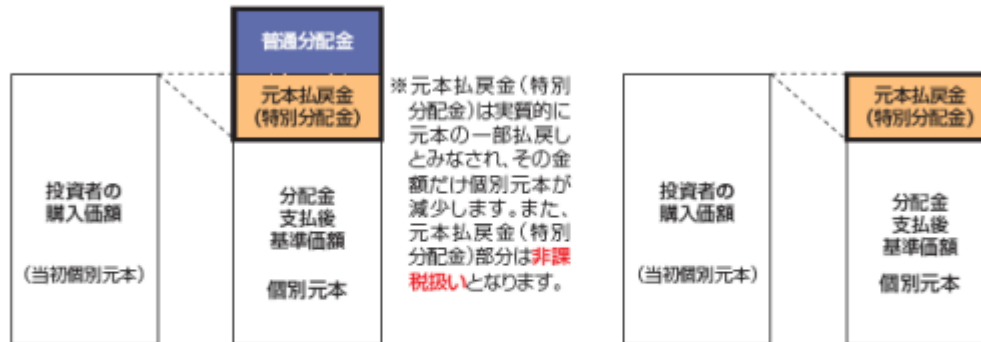 普通分配金
元本払戻金
(特別分配金)
投資者の
購入価額
(当初個別元本)
分配金
支払後
基準価額
個別元本
※元本払戻金(特別
分配金)は実質的に
元本の一部払戻し
とみなされ、その金
額だけ個別元本が
減少します。また、
元本払戻金(特別
分配金)部分は非課
税扱いとなります。
元本払戻金
(特別分配金)
投資者の
購入価額
(当初個別元本)
分配金
支払後
基準価額
個別元本